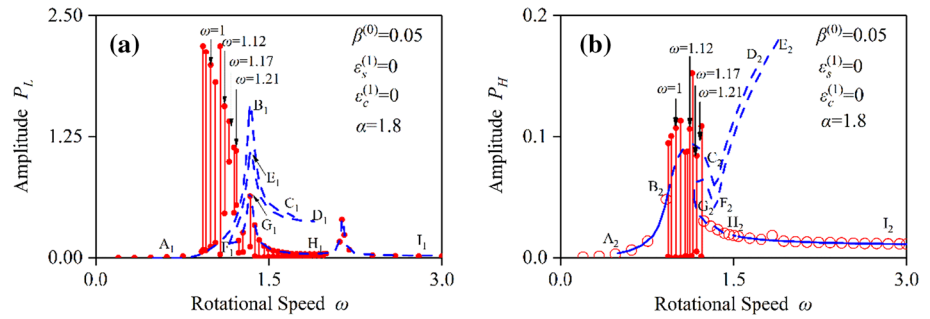 2.50
(a)
ω=1
ω=1.12
ω=1.17
ω=1.21
β(0)=0.05
εs(1)=0
εc(1)=0
α=1.8
Amplitude PL
1.25
B1
E1
C1
D1
G1
A1
H1
I1
0.00
0.0
1.5
3.0
Rotational Speed ω
0.2
(b)
ω=1.12
ω=1.17
ω=1
ω=1.21
D2
E2
β(0)=0.05
εs(1)=0
εc(1)=0
α=1.8
Amplitude PH
0.1
C2
B2
F2
G2
H2
A2
I2
0.0
0.0
1.5
3.0
Rotational Speed ω